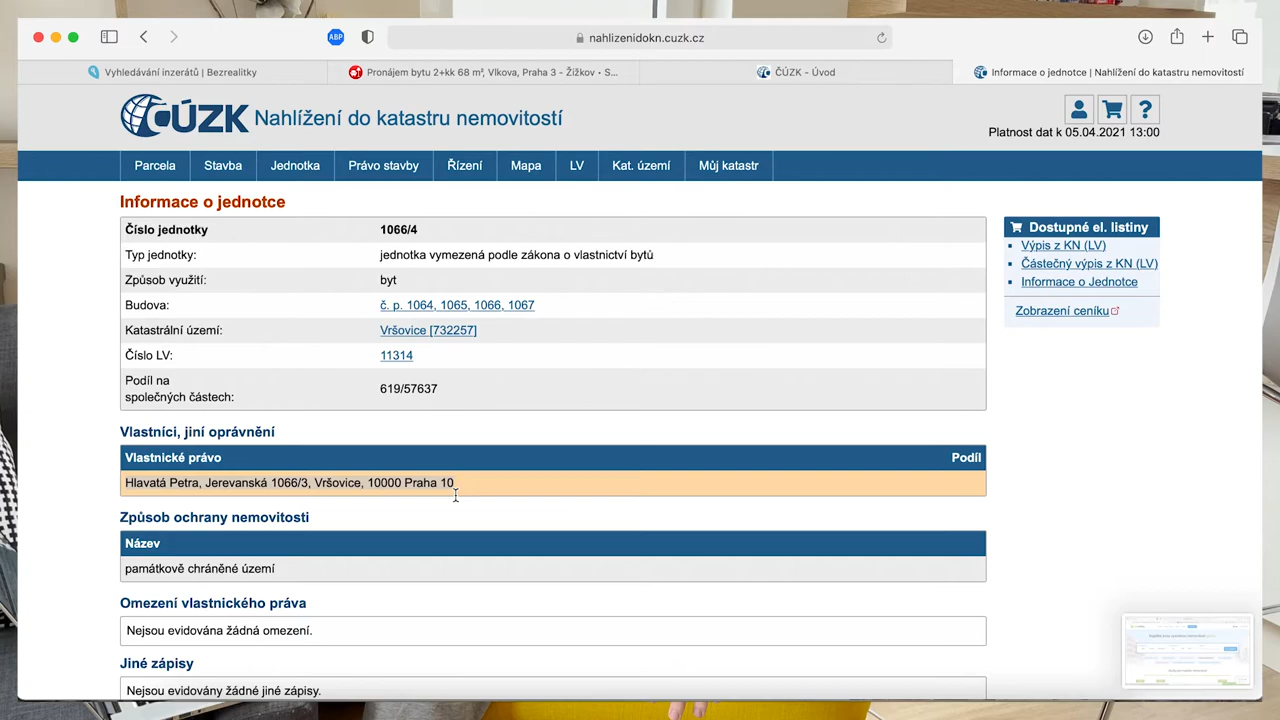 nahlizenidokn.cuzk.cz
Vyhledávání inzerátů | Bezrealitky
Pronájem bytu 2+kk 68 m², Vlkova, Praha 3 - Žižkov • S...
ČÚZK - Úvod
Informace o jednotce | Nahlížení do katastru nemovitostí
ABP
ČÚZK Nahlížení do katastru nemovitostí
Platnost dat k 05.04.2021 13:00
Parcela
Stavba
Jednotka
Právo stavby
Řízení
Mapa
LV
Kat. území
Můj katastr
Informace o jednotce
Číslo jednotky 1066/4
Typ jednotky: jednotka vymezená podle zákona o vlastnictví bytů
Způsob využití: byt
Budova: č. p. 1064, 1065, 1066, 1067
Katastrální území: Vršovice [732257]
Číslo LV: 11314
Podíl na
společných částech: 619/57637
Dostupné el. listiny
Výpis z KN (LV)
Částečný výpis z KN (LV)
Informace o Jednotce
Zobrazení ceníku
Vlastníci, jiní oprávnění
Vlastnické právo Podíl
Hlavatá Petra, Jerevanská 1066/3, Vršovice, 10000 Praha 10
Způsob ochrany nemovitosti
Název
památkově chráněné území
Omezení vlastnického práva
Nejsou evidována žádná omezení.
Jiné zápisy
Nejsou evidovány žádné jiné zápisy.